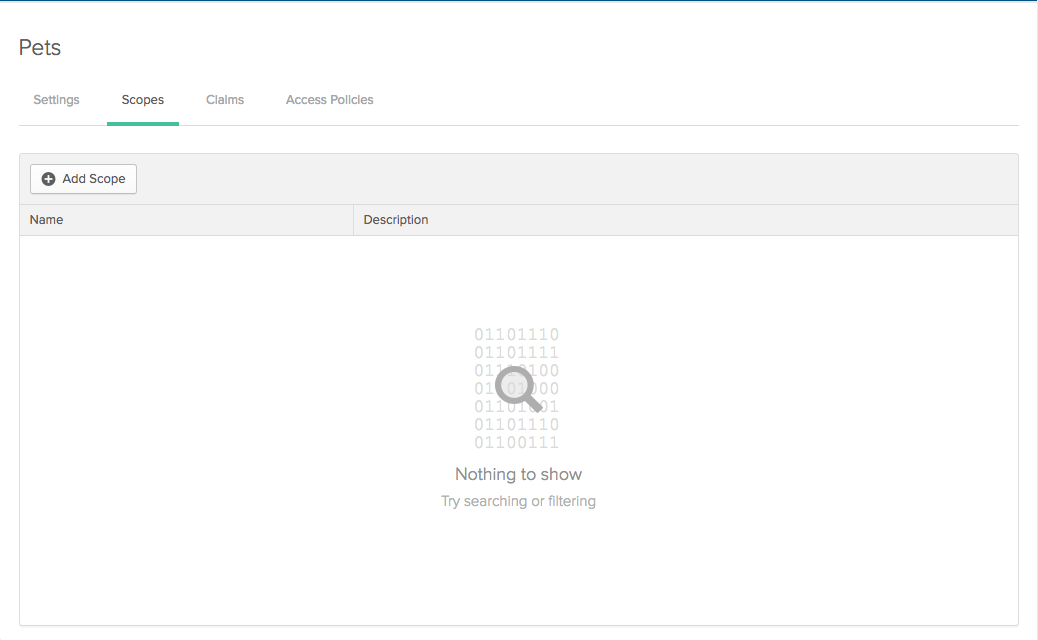 Pets
Settings Scopes Claims Access Policies
Add Scope
Name Description
01101110
01101111
01110100
01101000
01101001
01101110
01100111
Nothing to show
Try searching or filtering